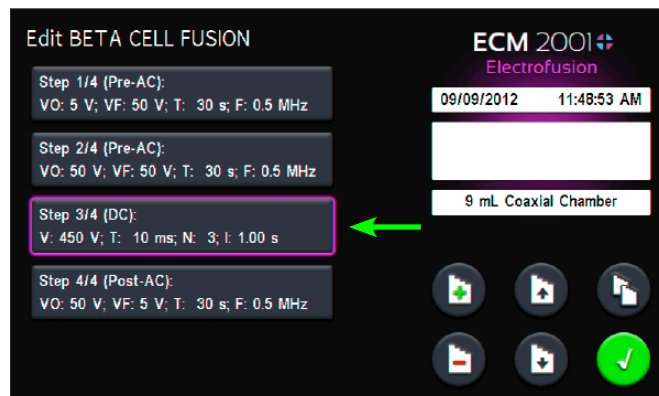 Edit BETA CELL FUSION
Step 1/4 (Pre-AC):
VO: 5 V; VF: 50 V; T: 30 s; F: 0.5 MHz
Step 2/4 (Pre-AC):
VO: 50 V; VF: 50 V; T: 30 s; F: 0.5 MHz
Step 3/4 (DC):
V: 450 V; T: 10 ms; N: 3; I: 1.00 s
Step 4/4 (Post-AC):
VO: 50 V; VF: 5 V; T: 30 s; F: 0.5 MHz
ECM 2001
Electrofusion
09/09/2012 11:48:53 AM
9 mL Coaxial Chamber